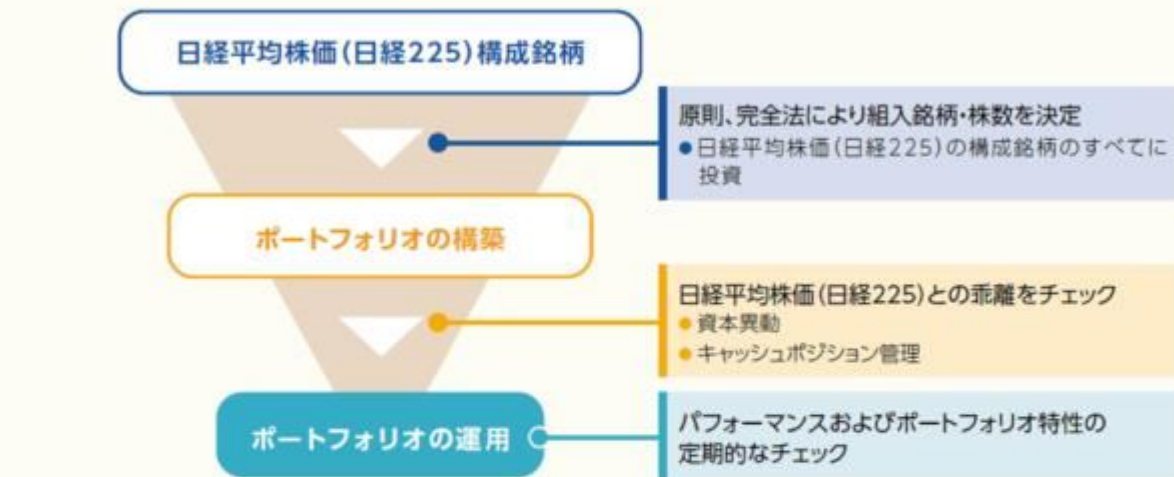 日経平均株価(日経225)構成銘柄
原則、完全法により組入銘柄・株数を決定
●日経平均株価(日経225)の構成銘柄のすべてに
投資
ポートフォリオの構築
日経平均株価(日経225)との乖離をチェック
●資本異動
●キャッシュポジション管理
ポートフォリオの運用
パフォーマンスおよびポートフォリオ特性の
定期的なチェック